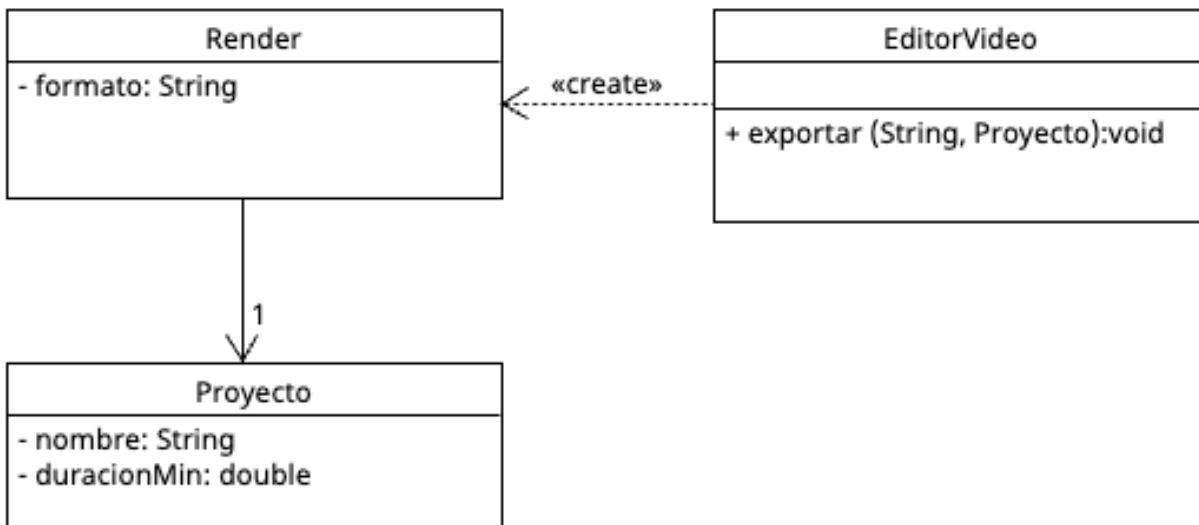 Render
- formato: String
«create»
EditorVideo
+ exportar (String, Proyecto):void
1
Proyecto
- nombre: String
- duracionMin: double